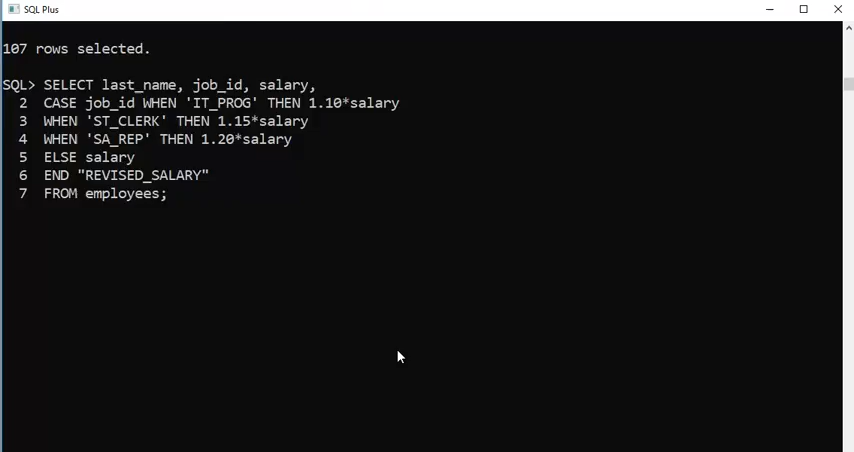 SQL Plus
107 rows selected.
SQL> SELECT last_name, job_id, salary,
2 CASE job_id WHEN 'IT_PROG' THEN 1.10*salary
3 WHEN 'ST_CLERK' THEN 1.15*salary
4 WHEN 'SA_REP' THEN 1.20*salary
5 ELSE salary
6 END "REVISED_SALARY"
7 FROM employees;